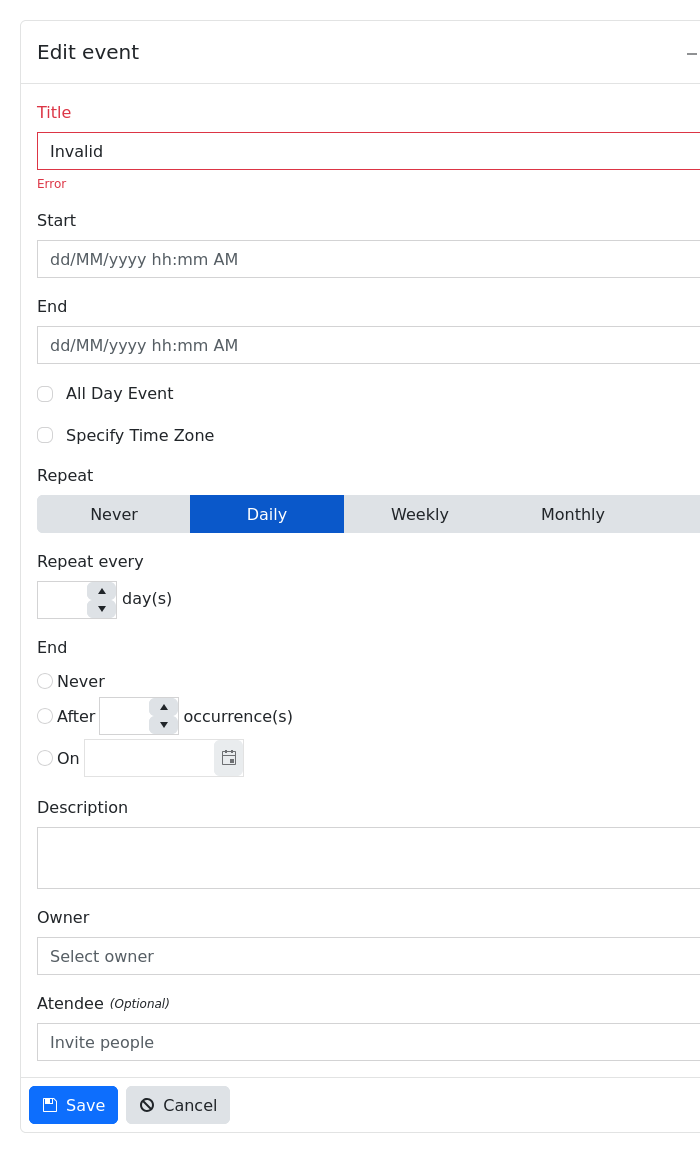 Edit event
Title
Invalid
Error
Start
dd/MM/yyyy hh:mm AM
End
dd/MM/yyyy hh:mm AM
All Day Event
Specify Time Zone
Repeat
Never Daily Weekly Monthly
Repeat every
day(s)
End
Never
After occurrence(s)
On
Description
Owner
Select owner
Atendee (Optional)
Invite people
Save Cancel